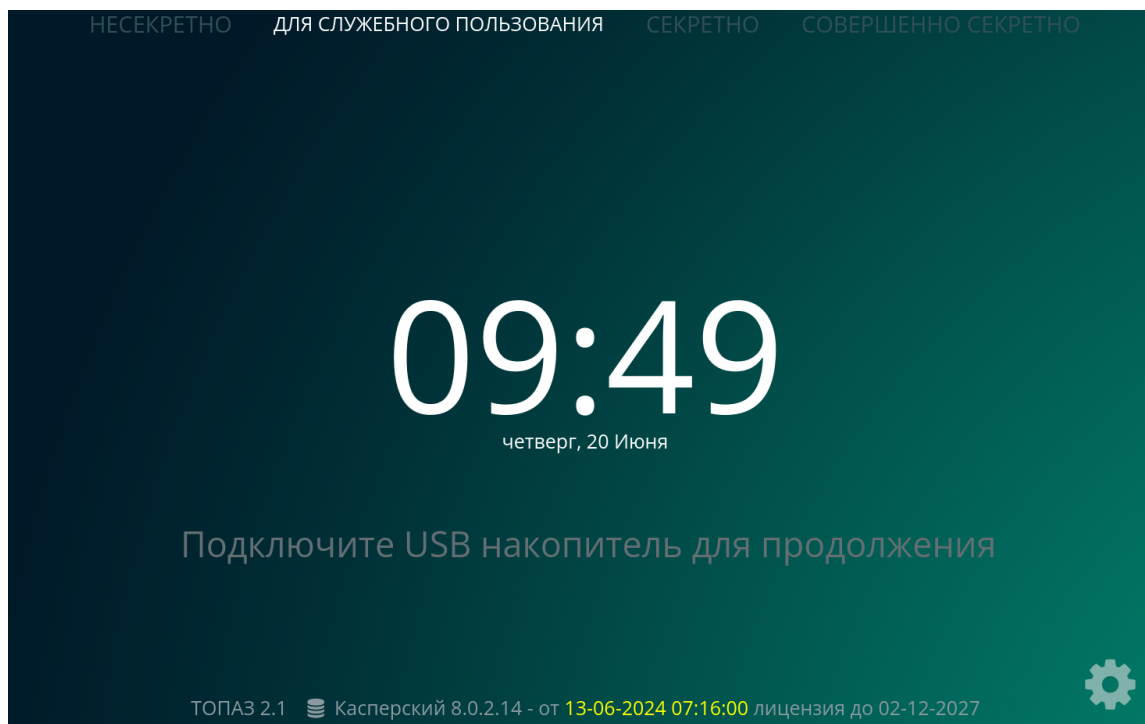 НЕСЕКРЕТНО ДЛЯ СЛУЖЕБНОГО ПОЛЬЗОВАНИЯ СЕКРЕТНО СОВЕРШЕННО СЕКРЕТНО
09:49
четверг, 20 Июня
Подключите USB накопитель для продолжения
ТОПАЗ 2.1 Касперский 8.0.2.14 - от 13-06-2024 07:16:00 лицензия до 02-12-2027